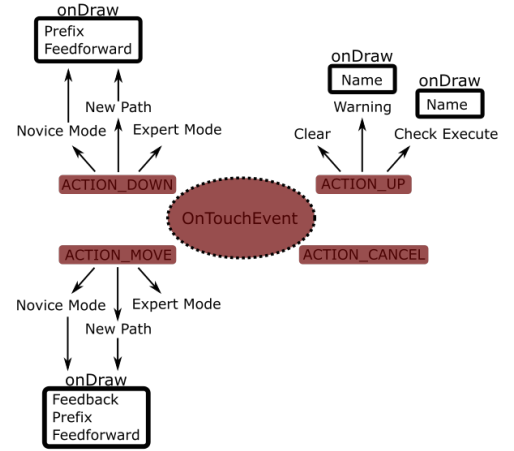 onDraw
Prefix
Feedforward
New Path
Novice Mode
Expert Mode
ACTION_DOWN
onDraw
Name
onDraw
Name
Warning
Clear
Check Execute
ACTION_UP
OnTouchEvent
ACTION_MOVE
ACTION_CANCEL
Novice Mode
Expert Mode
New Path
onDraw
Feedback
Prefix
Feedforward